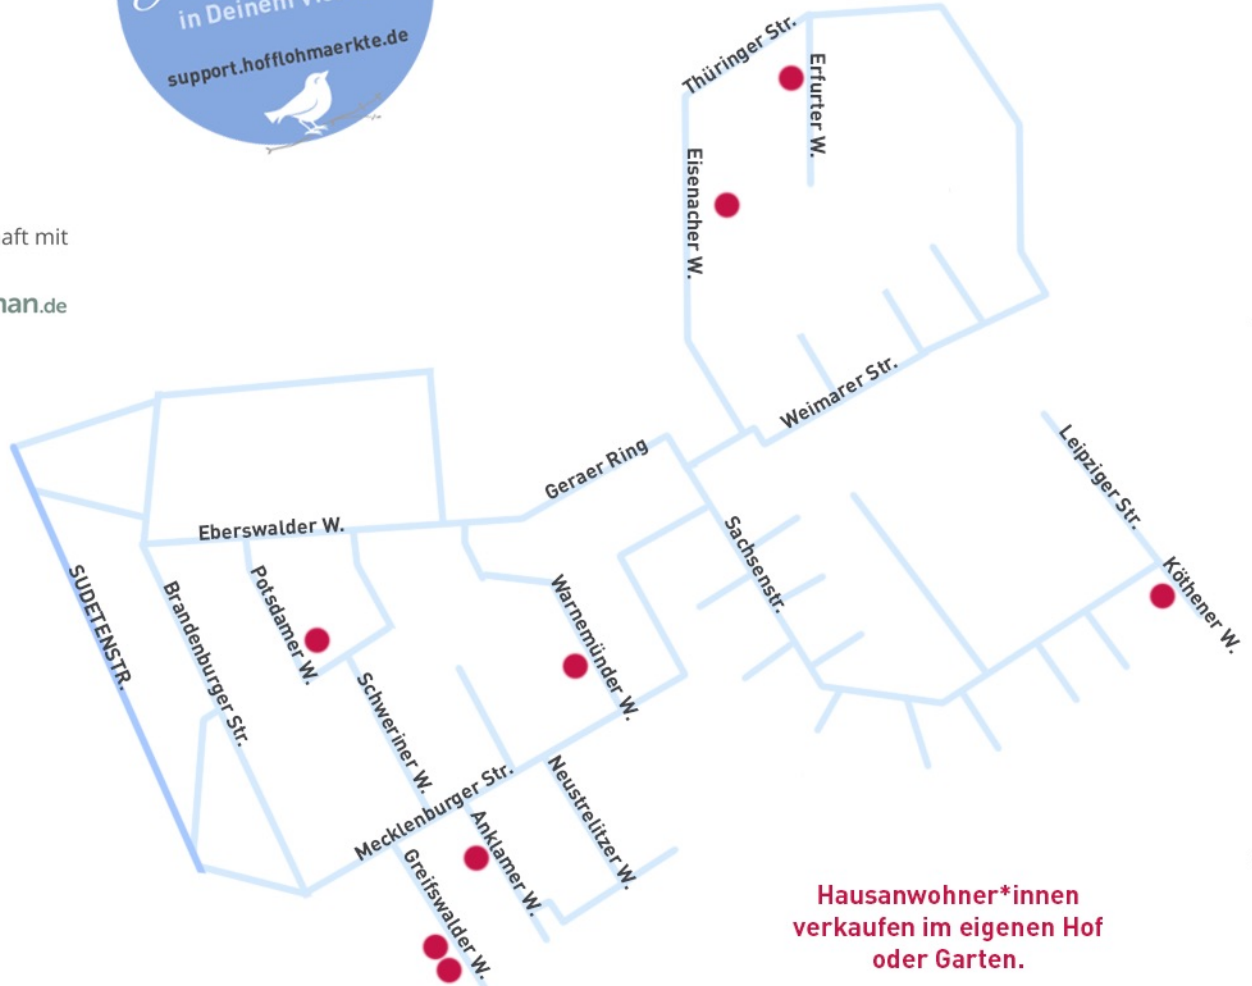 in Deinem
support.hofflohmaerkte.de
aft mit
nan.de
Thüringer Str.
Erfurter W.
Eisenacher W.
Weimarer Str.
Geraer Ring
Leipziger Str.
Köthener W.
Sachsenstr.
Eberswalder W.
SUDETENSTR.
Brandenburger Str.
Potsdamer W.
Schweriner W.
Warnemünder W.
Mecklenburger Str.
Neustrelitzer W.
Anklamer W.
Greifswalder W.
Hausanwohner*innen
verkaufen im eigenen Hof
oder Garten.